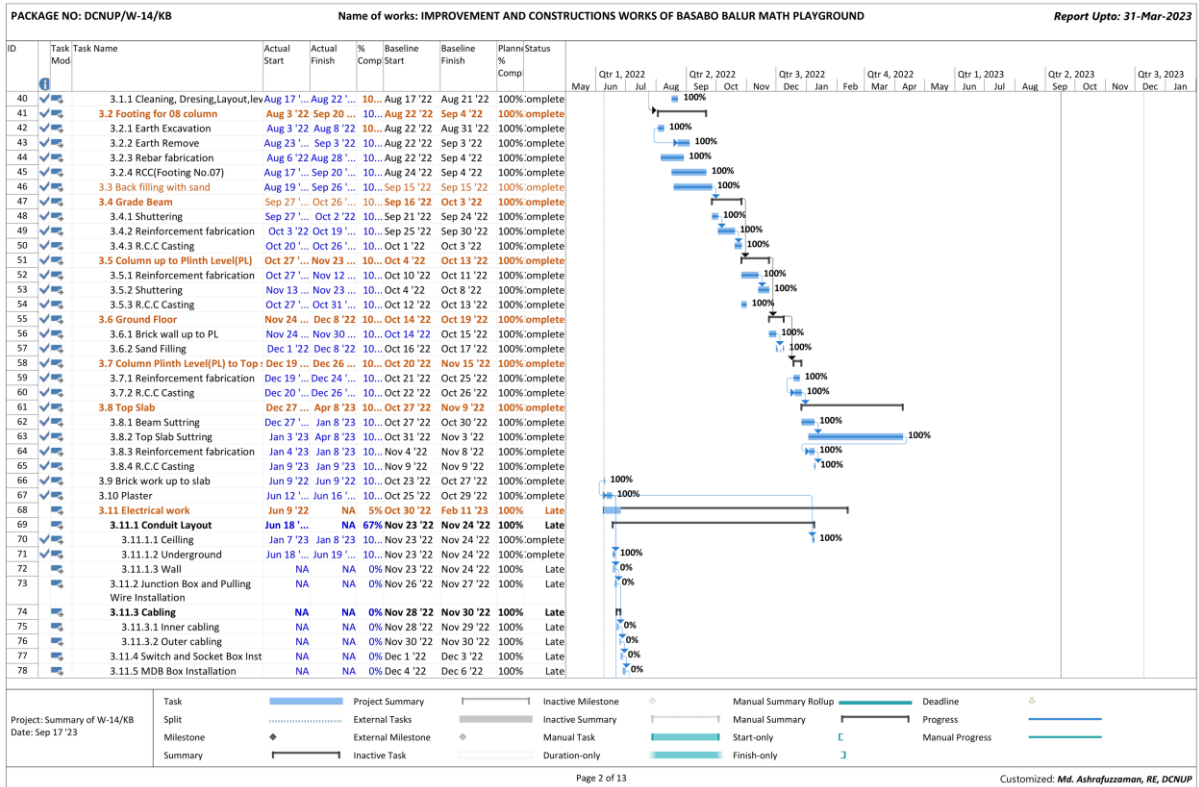 PACKAGE NO: DCNUP/W-14/KB Name of works: IMPROVEMENT AND CONSTRUCTIONS WORKS OF BASABO BALUR MATH PLAYGROUND Report Upto: 31-Mar-2023
ID Task Task Name Actual Actual % Baseline Baseline Planne Status
Mod Start Finish Comp Start Finish %
Compl
Qtr 1, 2022 Qtr 2, 2022 Qtr 3, 2022 Qtr 4, 2022 Qtr 1, 2023 Qtr 2, 2023 Qtr 3, 2023
May Jun Jul Aug Sep Oct Nov Dec Jan Feb Mar Apr May Jun Jul Aug Sep Oct Nov Dec Jan
40 3.1.1 Cleaning, Dresing,Layout,lev Aug 17 '... Aug 22 '... 10... Aug 17 '22 Aug 21 '22 100% omplete 100%
41 3.2 Footing for 08 column Aug 3 '22 Sep 20 ... 10... Aug 22 '22 Sep 4 '22 100% omplete
42 3.2.1 Earth Excavation Aug 3 '22 Aug 8 '22 10... Aug 22 '22 Aug 31 '22 100% omplete 100%
43 3.2.2 Earth Remove Aug 23 '... Sep 3 '22 10... Aug 22 '22 Sep 3 '22 100% omplete 100%
44 3.2.3 Rebar fabrication Aug 6 '22 Aug 28 '... 10... Aug 22 '22 Sep 4 '22 100% omplete 100%
45 3.2.4 RCC(Footing No.07) Aug 17 '... Sep 20 '... 10... Aug 24 '22 Sep 4 '22 100% omplete 100%
46 3.3 Back filling with sand Aug 19 '... Sep 26 '... 10... Sep 15 '22 Sep 15 '22 100% omplete 100%
47 3.4 Grade Beam Sep 27 '... Oct 26 '... 10... Sep 16 '22 Oct 3 '22 100% omplete
48 3.4.1 Shuttering Sep 27 '... Oct 2 '22 10... Sep 21 '22 Sep 24 '22 100% omplete 100%
49 3.4.2 Reinforcement fabrication Oct 3 '22 Oct 19 '... 10... Sep 25 '22 Sep 30 '22 100% omplete 100%
50 3.4.3 R.C.C Casting Oct 20 '... Oct 26 '... 10... Oct 1 '22 Oct 3 '22 100% omplete 100%
51 3.5 Column up to Plinth Level(PL) Oct 27 '... Nov 23 ... 10... Oct 4 '22 Oct 13 '22 100% omplete
52 3.5.1 Reinforcement fabrication Oct 27 '... Nov 12 ... 10... Oct 10 '22 Oct 11 '22 100% omplete 100%
53 3.5.2 Shuttering Nov 13 ... Nov 23 ... 10... Oct 4 '22 Oct 8 '22 100% omplete 100%
54 3.5.3 R.C.C Casting Oct 27 '... Oct 31 '... 10... Oct 12 '22 Oct 13 '22 100% omplete 100%
55 3.6 Ground Floor Nov 24 ... Dec 8 '22 10... Oct 14 '22 Oct 19 '22 100% omplete
56 3.6.1 Brick wall up to PL Nov 24 ... Nov 30 ... 10... Oct 14 '22 Oct 15 '22 100% omplete 100%
57 3.6.2 Sand Filling Dec 1 '22 Dec 8 '22 10... Oct 16 '22 Oct 17 '22 100% omplete 100%
58 3.7 Column Plinth Level(PL) to Top Dec 19 ... Dec 26 ... 10... Oct 20 '22 Nov 15 '22 100% omplete
59 3.7.1 Reinforcement fabrication Dec 19 '... Dec 24 '... 10... Oct 21 '22 Oct 25 '22 100% omplete 100%
60 3.7.2 R.C.C Casting Dec 20 '... Dec 26 '... 10... Oct 22 '22 Oct 26 '22 100% omplete 100%
61 3.8 Top Slab Dec 27 ... Apr 8 '23 10... Oct 27 '22 Nov 9 '22 100% omplete
62 3.8.1 Beam Suttring Dec 27 '... Jan 8 '23 10... Oct 27 '22 Oct 30 '22 100% omplete 100%
63 3.8.2 Top Slab Suttring Jan 3 '23 Apr 8 '23 10... Oct 31 '22 Nov 3 '22 100% omplete 100%
64 3.8.3 Reinforcement fabrication Jan 4 '23 Jan 8 '23 10... Nov 4 '22 Nov 8 '22 100% omplete 100%
65 3.8.4 R.C.C Casting Jan 9 '23 Jan 9 '23 10... Nov 9 '22 Nov 9 '22 100% omplete 100%
66 3.9 Brick work up to slab Jun 9 '22 Jun 9 '22 10... Oct 23 '22 Oct 27 '22 100% omplete 100%
67 3.10 Plaster Jun 12 '... Jun 16 '... 10... Oct 25 '22 Oct 29 '22 100% omplete 100%
68 3.11 Electrical work Jun 9 '22 NA 5% Oct 30 '22 Feb 11 '23 100% Late
69 3.11.1 Conduit Layout Jun 18 '... NA 67% Nov 23 '22 Nov 24 '22 100% Late
70 3.11.1.1 Ceilling Jan 7 '23 Jan 8 '23 10... Nov 23 '22 Nov 24 '22 100% omplete 100%
71 3.11.1.2 Underground Jun 18 '... Jun 19 '... 10... Nov 23 '22 Nov 24 '22 100% omplete 100%
72 3.11.1.3 Wall NA NA 0% Nov 23 '22 Nov 24 '22 100% Late 0%
73 3.11.2 Junction Box and Pulling NA NA 0% Nov 26 '22 Nov 27 '22 100% Late 0%
Wire Installation
74 3.11.3 Cabling NA NA 0% Nov 28 '22 Nov 30 '22 100% Late
75 3.11.3.1 Inner cabling NA NA 0% Nov 28 '22 Nov 29 '22 100% Late 0%
76 3.11.3.2 Outer cabling NA NA 0% Nov 30 '22 Nov 30 '22 100% Late 0%
77 3.11.4 Switch and Socket Box Inst NA NA 0% Dec 1 '22 Dec 3 '22 100% Late 0%
78 3.11.5 MDB Box Installation NA NA 0% Dec 4 '22 Dec 6 '22 100% Late 0%
Project: Summary of W-14/KB
Date: Sep 17 '23
Task Project Summary Inactive Milestone Manual Summary Rollup Deadline
Split External Tasks Inactive Summary Manual Summary Progress
Milestone External Milestone Manual Task Start-only Manual Progress
Summary Inactive Task Duration-only Finish-only
Page 2 of 13
Customized: Md. Ashrafuzzaman, RE, DCNUP